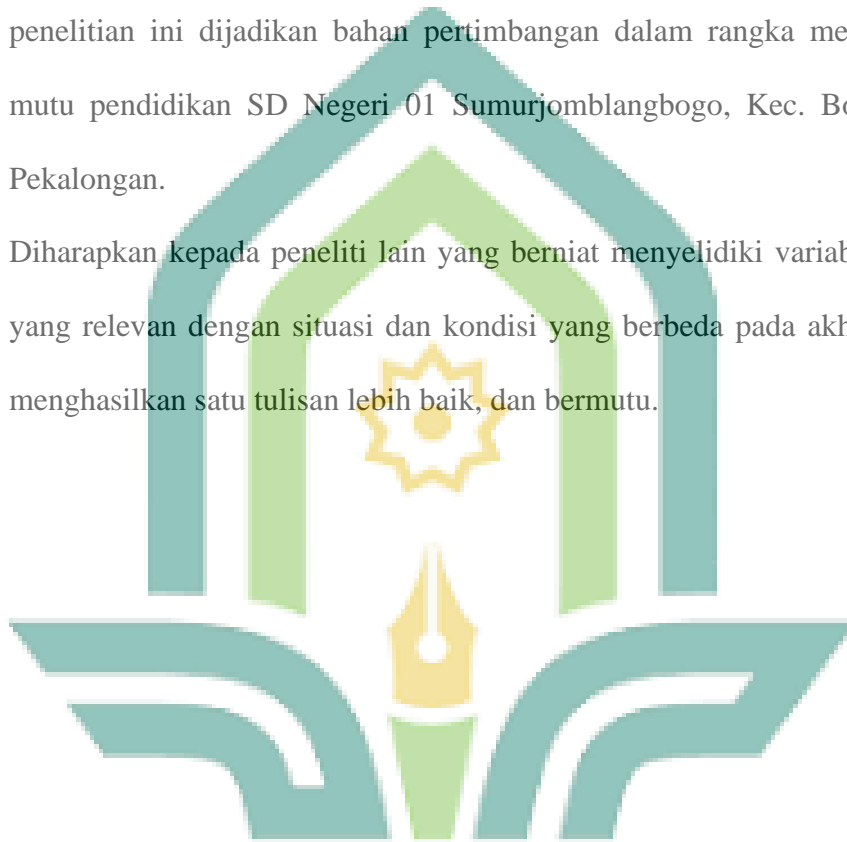 penelitian ini dijadikan bahan pertimbangan dalam rangka me
mutu pendidikan SD Negeri 01 Sumurjomblangbogo, Kec. Bo
Pekalongan.
Diharapkan kepada peneliti lain yang berniat menyelidiki variab
yang relevan dengan situasi dan kondisi yang berbeda pada akh
menghasilkan satu tulisan lebih baik, dan bermutu.